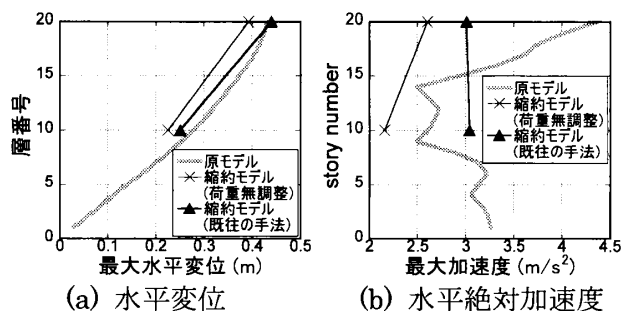 20
15
10
5
0
層番号
0
0.1
0.2
0.3
0.4
0.5
最大水平変位 (m)
原モデル
縮約モデル
(荷重無調整)
縮約モデル
(既往の手法)
(a) 水平変位
20
15
10
5
0
story number
2
2.5
3
3.5
4
4.5
最大加速度 (m/s²)
原モデル
縮約モデル
(荷重無調整)
縮約モデル
(既往の手法)
(b) 水平絶対加速度